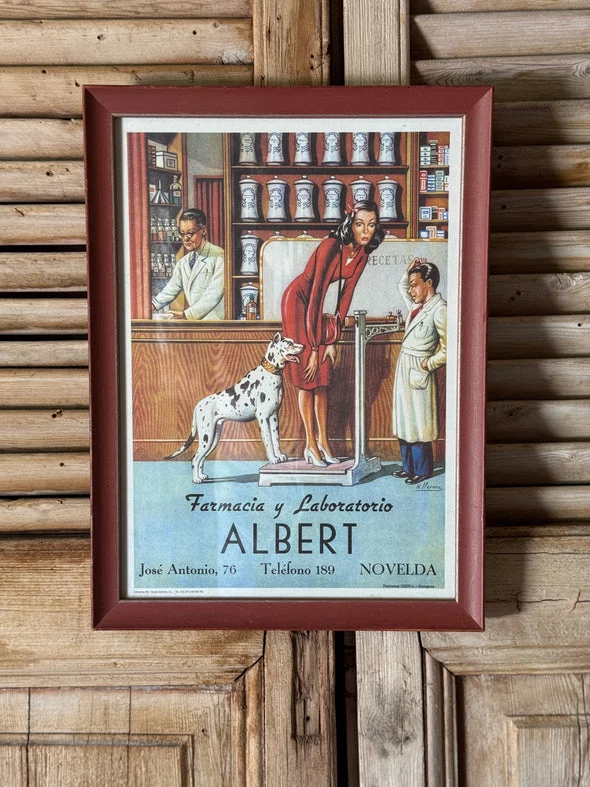 RECETAS
Farmacia y Laboratorio
ALBERT
José Antonio, 76 Teléfono 189 NOVELDA